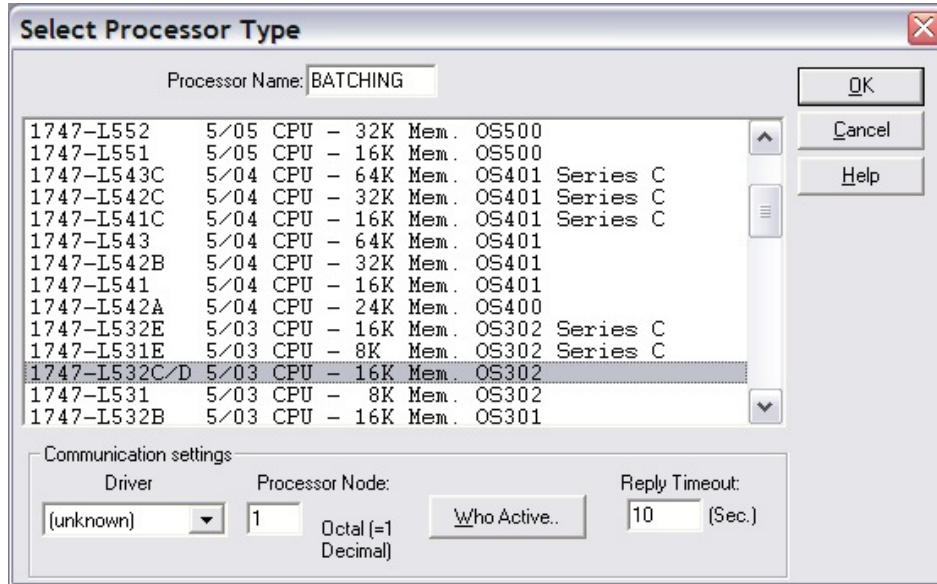 Select Processor Type
Processor Name: BATCHING
OK
Cancel
Help
1747-L552 5/05 CPU - 32K Mem. OS500
1747-L551 5/05 CPU - 16K Mem. OS500
1747-L543C 5/04 CPU - 64K Mem. OS401 Series C
1747-L542C 5/04 CPU - 32K Mem. OS401 Series C
1747-L541C 5/04 CPU - 16K Mem. OS401 Series C
1747-L543 5/04 CPU - 64K Mem. OS401
1747-L542B 5/04 CPU - 32K Mem. OS401
1747-L541 5/04 CPU - 16K Mem. OS401
1747-L542A 5/04 CPU - 24K Mem. OS400
1747-L532E 5/03 CPU - 16K Mem. OS302 Series C
1747-L531E 5/03 CPU - 8K Mem. OS302 Series C
1747-L532C/D 5/03 CPU - 16K Mem. OS302
1747-L531 5/03 CPU - 8K Mem. OS302
1747-L532B 5/03 CPU - 16K Mem. OS301
Communication settings
Driver
(unknown)
Processor Node:
1
Octal (=1
Decimal)
Who Active..
Reply Timeout:
10 (Sec.)